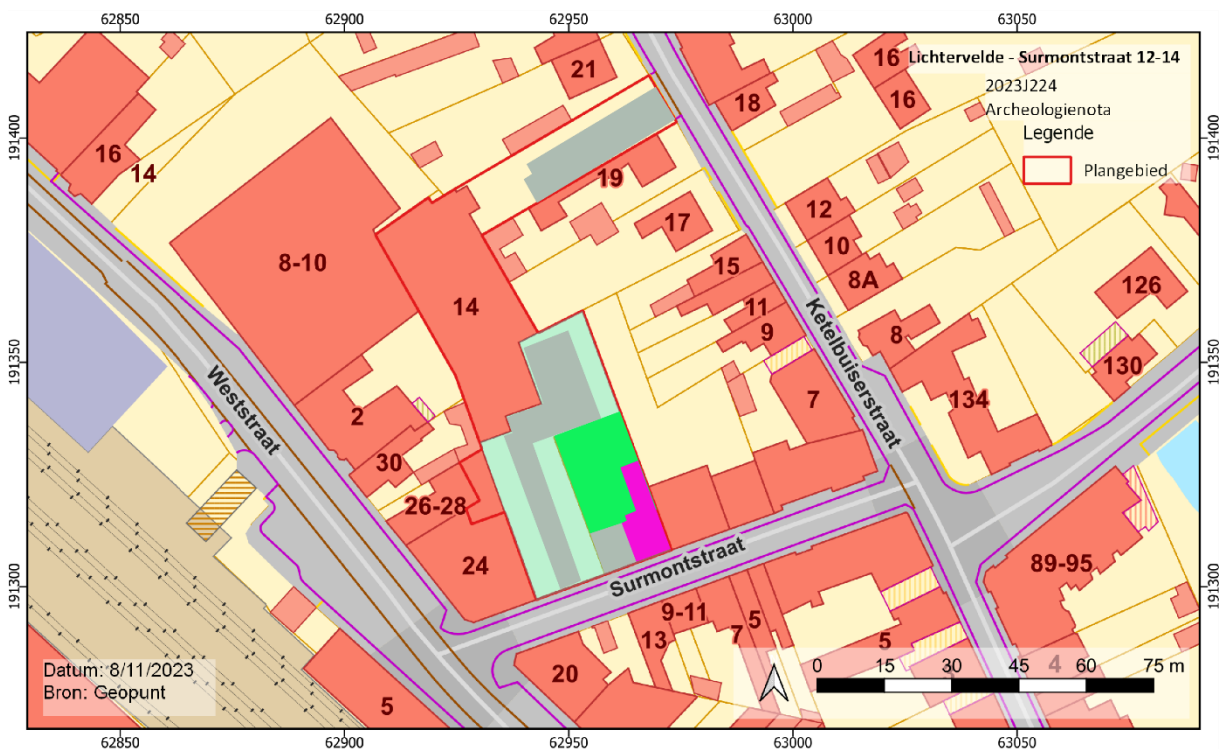 62850 62900 62950 63000 63050
Lichtervelde - Surmontstraat 12-14
2023J224
Archeologienota
Legende
Plangebied
191400
191350
191300
191400
191350
191300
21
18
16
16
16
14
19
12
17
10
8-10
15
8A
126
14
11
9
8
130
Weststraat
Ketelbuiserstraat
2
7
134
30
26-28
24
Surmontstraat
89-95
9-11
5
13
7
5
4
20
5
Datum: 8/11/2023
Bron: Geopunt
0 15 30 45 60 75 m
62850 62900 62950 63000 63050